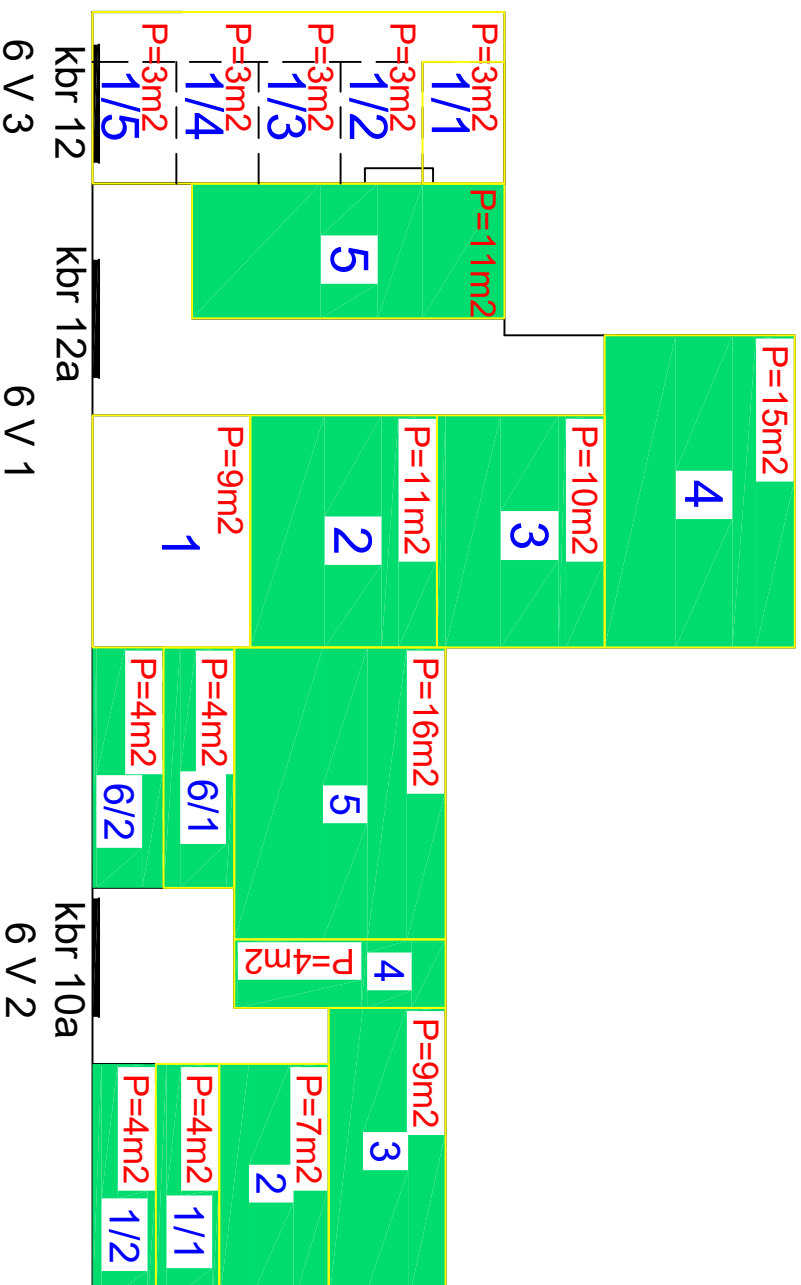 P=3m2
1/1
P=3m2
1/2
P=3m2
1/3
P=3m2
1/4
P=3m2
1/5
kbr 12
6 V 3
P=11m2
5
kbr 12a
6 V 1
P=15m2
4
P=10m2
3
P=11m2
2
P=9m2
1
P=16m2
5
P=4m2
6/1
P=4m2
6/2
P=4m2
4
kbr 10a
6 V 2
P=9m2
3
P=7m2
2
P=4m2
1/1
P=4m2
1/2